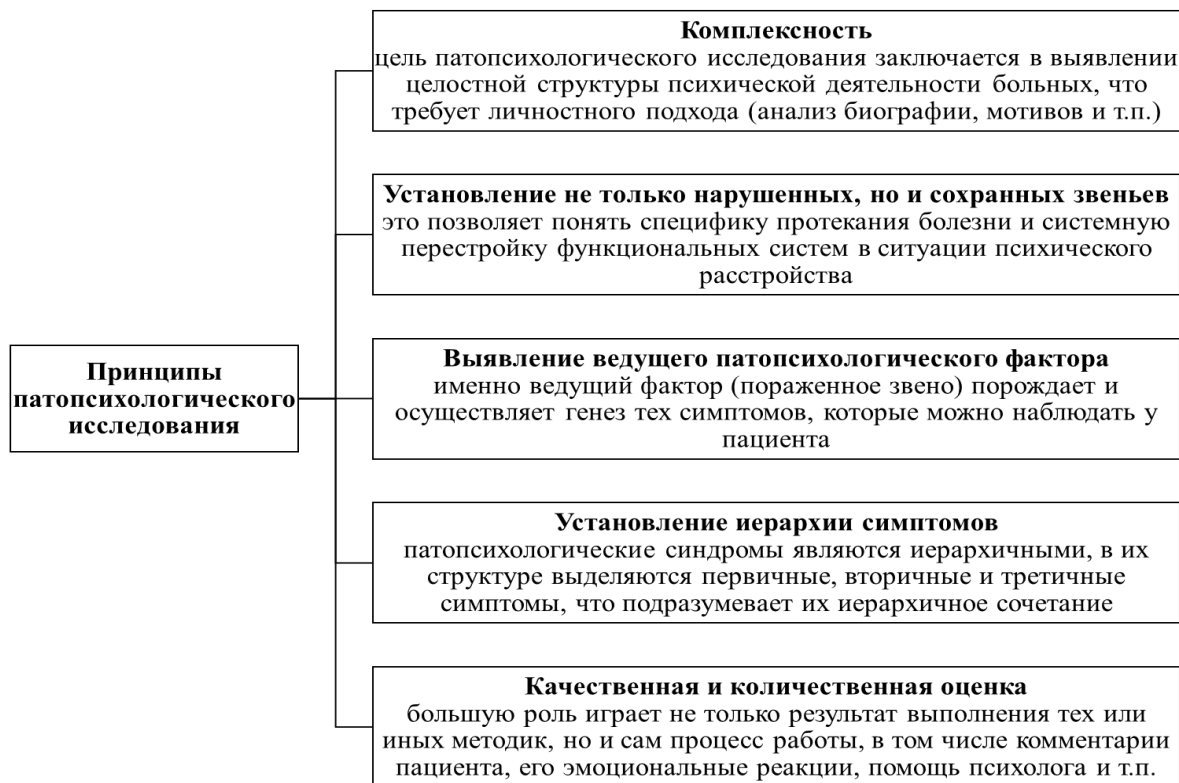 Принципы
патопсихологического
исследования
Комплексность
цель патопсихологического исследования заключается в выявлении
целостной структуры психической деятельности больных, что
требует личностного подхода (анализ биографии, мотивов и т.п.)
Установление не только нарушенных, но и сохранных звеньев
это позволяет понять специфику протекания болезни и системную
перестройку функциональных систем в ситуации психического
расстройства
Выявление ведущего патопсихологического фактора
именно ведущий фактор (пораженное звено) порождает и
осуществляет генез тех симптомов, которые можно наблюдать у
пациента
Установление иерархии симптомов
патопсихологические синдромы являются иерархичными, в их
структуре выделяются первичные, вторичные и третичные
симптомы, что подразумевает их иерархичное сочетание
Качественная и количественная оценка
большую роль играет не только результат выполнения тех или
иных методик, но и сам процесс работы, в том числе комментарии
пациента, его эмоциональные реакции, помощь психолога и т.п.